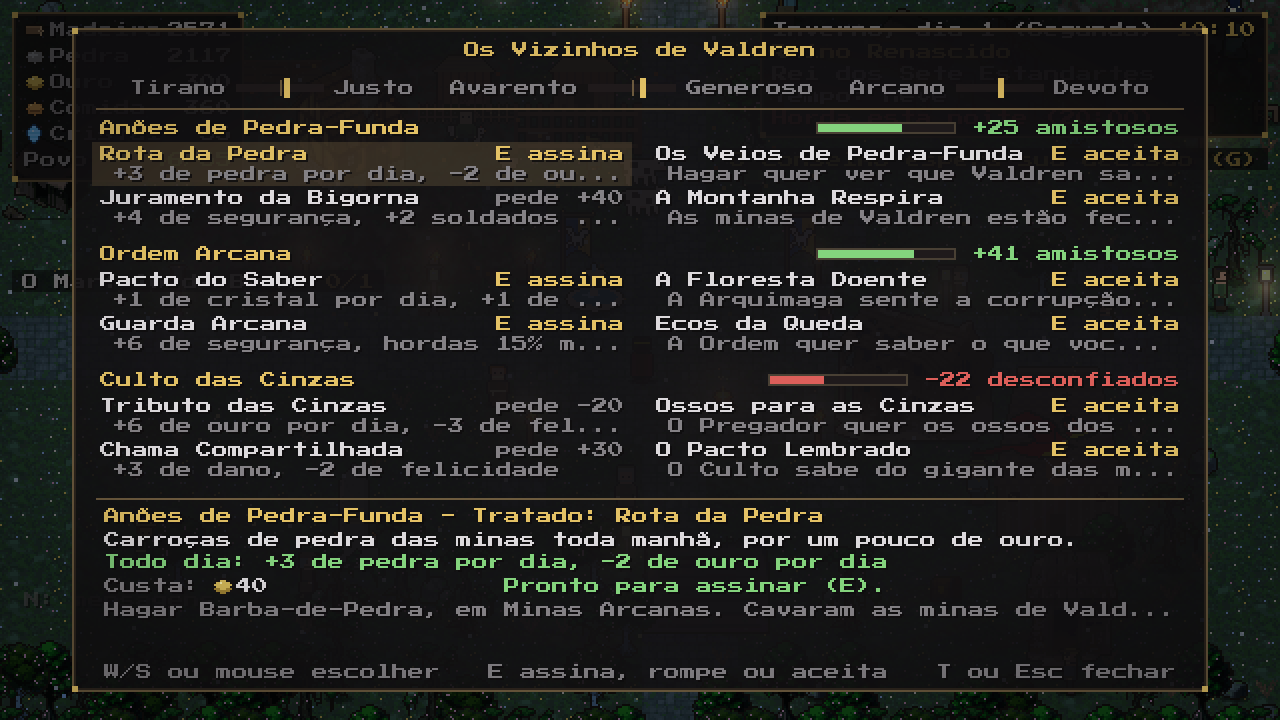 Madeira 2571
Inverno, dia 1 (Segundo) 10:10
Os Vizinhos de Valdren
Pedra 2117
Tirano Justo Avarento Generoso Arcano Devoto
Anões de Pedra-Funda +25 amistosos
Rota da Pedra E assina
+3 de pedra por dia, -2 de ou...
Os Veios de Pedra-Funda E aceita
Hagar quer ver que Valdren sa...
(G)
Juramento da Bigorna pede +40
+4 de segurança, +2 soldados ...
A Montanha Respira E aceita
As minas de Valdren estão fec...
Ordem Arcana +41 amistosos
Pacto do Saber E assina
+1 de cristal por dia, +1 de ...
A Floresta Doente E aceita
A Arquimaga sente a corrupção...
Guarda Arcana E assina
+6 de segurança, hordas 15% m...
Ecos da Queda E aceita
A Ordem quer saber o que voc...
Culto das Cinzas -22 desconfiados
Tributo das Cinzas pede -20
+6 de ouro por dia, -3 de fel...
Ossos para as Cinzas E aceita
O Pregador quer os ossos dos ...
Chama Compartilhada pede +30
+3 de dano, -2 de felicidade
O Pacto Lembrado E aceita
O Culto sabe do gigante das m...
Anões de Pedra-Funda - Tratado: Rota da Pedra
Carroças de pedra das minas toda manhã, por um pouco de ouro.
Todo dia: +3 de pedra por dia, -2 de ouro por dia
Custa: 40 Pronto para assinar (E).
Hagar Barba-de-Pedra, em Minas Arcanas. Cavaram as minas de Vald...
W/S ou mouse escolher E assina, rompe ou aceita T ou Esc fechar